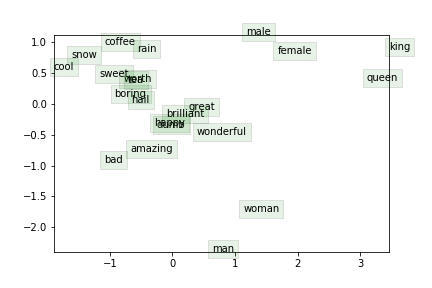 male
king
coffee
rain
female
snow
cool
sweet
queen
boring
hail
great
brilliant
wonderful
amazing
bad
woman
man
1.0
0.5
0.0
−0.5
−1.0
−1.5
−2.0
−1 0 1 2 3